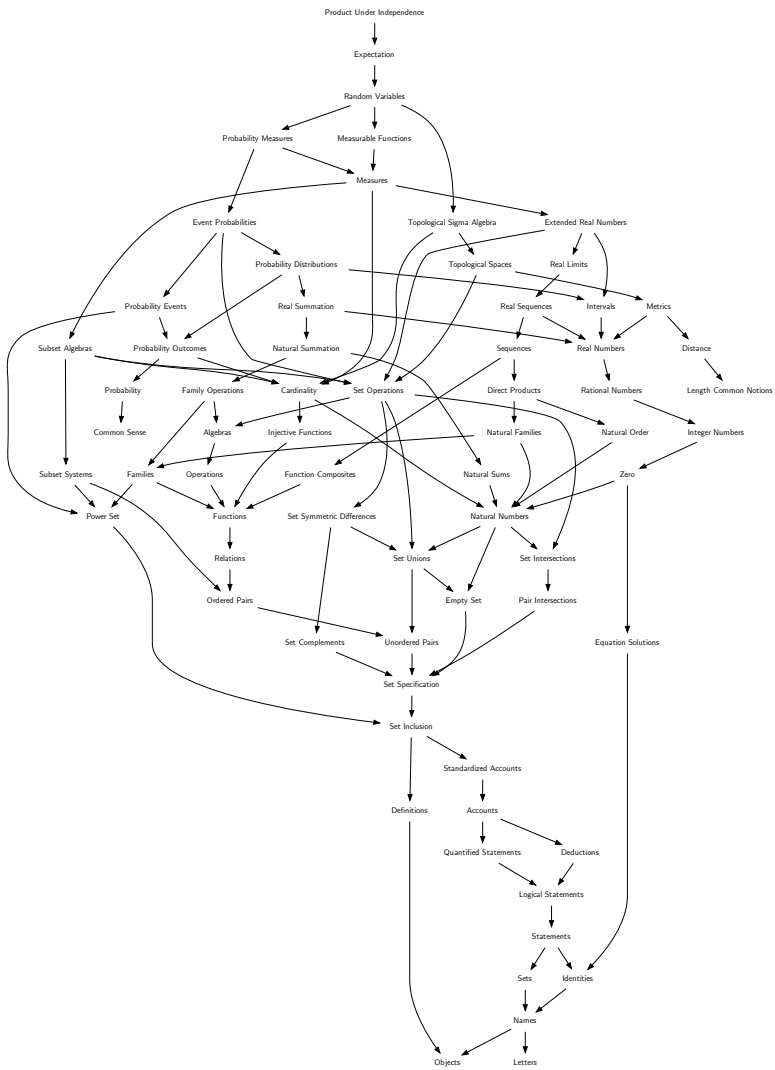 Product Under Independence
Expectation
Random Variables
Probability Measures
Measurable Functions
Measures
Event Probabilities
Topological Sigma Algebra
Extended Real Numbers
Probability Distributions
Topological Spaces
Real Limits
Probability Events
Real Summation
Real Sequences
Intervals
Metrics
Subset Algebras
Probability Outcomes
Natural Summation
Sequences
Real Numbers
Distance
Probability
Family Operations
Cardinality
Set Operations
Direct Products
Rational Numbers
Length Common Notions
Common Sense
Algebras
Injective Functions
Natural Families
Natural Order
Integer Numbers
Subset Systems
Families
Operations
Function Composites
Natural Sums
Zero
Power Set
Functions
Set Symmetric Differences
Natural Numbers
Relations
Set Unions
Set Intersections
Ordered Pairs
Empty Set
Pair Intersections
Set Complements
Unordered Pairs
Equation Solutions
Set Specification
Set Inclusion
Standardized Accounts
Definitions
Accounts
Quantified Statements
Deductions
Logical Statements
Statements
Sets
Identities
Names
Objects
Letters